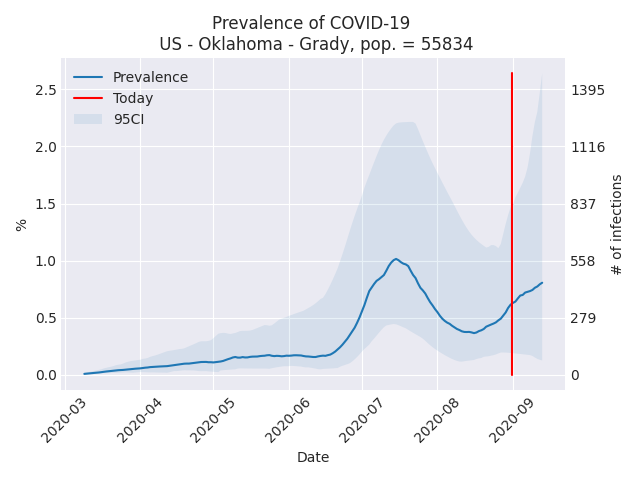 Prevalence of COVID-19
US - Oklahoma - Grady, pop. = 55834
Prevalence
Today
95CI
2.5
2.0
1.5
1.0
0.5
0.0
%
1395
1116
837
558
279
0
# of infections
2020-03
2020-04
2020-05
2020-06
2020-07
2020-08
2020-09
Date